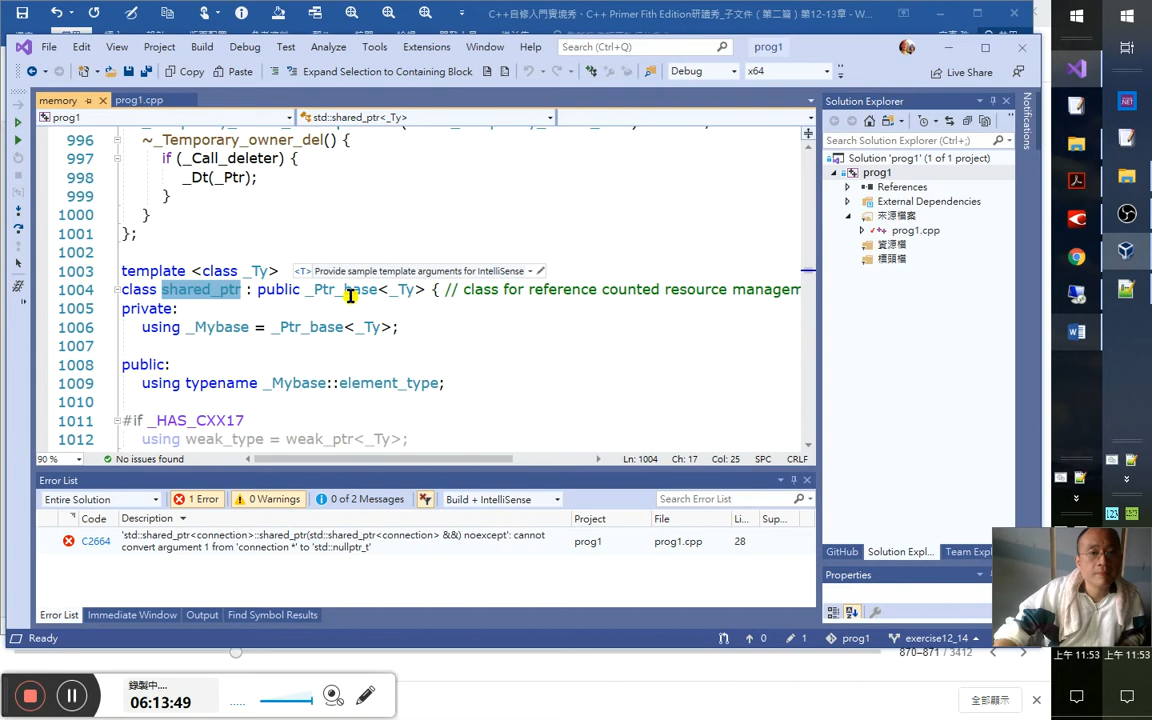 C++自修入門實境秀、C++ Primer Fith Edition研讀秀_子文件（第二篇）第12-13章 - W...
File Edit View Project Build Debug Test Analyze Tools Extensions Window Help Search (Ctrl+Q) prog1
Copy Paste Expand Selection to Containing Block Debug x64 Live Share
memory prog1.cpp
prog1 std::shared_ptr<_Ty>
996 ~_Temporary_owner_del() {
997 if (_Call_deleter) {
998 _Dt(_Ptr);
999 }
1000 }
1001 };
1002
1003 template <class _Ty> <T> Provide sample template arguments for IntelliSense
1004 class shared_ptr : public _Ptr_base<_Ty> { // class for reference counted resource managem
1005 private:
1006 using _Mybase = _Ptr_base<_Ty>;
1007
1008 public:
1009 using typename _Mybase::element_type;
1010
1011 #if _HAS_CXX17
1012 using weak_type = weak_ptr<_Ty>;
90 % No issues found Ln: 1004 Ch: 17 Col: 25 SPC CRLF
Error List
Entire Solution 1 Error 0 Warnings 0 of 2 Messages Build + IntelliSense Search Error List
Code Description Project File Li... Sup...
C2664 'std::shared_ptr<connection>::shared_ptr(std::shared_ptr<connection> &&) noexcept': cannot convert argument 1 from 'connection *' to 'std::nullptr_t' prog1 prog1.cpp 28
Error List Immediate Window Output Find Symbol Results
Solution Explorer
Search Solution Explorer (Ctrl+;)
Solution 'prog1' (1 of 1 project)
prog1
References
External Dependencies
來源檔案
prog1.cpp
資源檔
標頭檔
GitHub Solution Expl... Team Expl
Properties
Notifications
Ready 0 1 prog1 exercise12_14
870–871 / 3412
上午 11:53 上午 11:53
錄製中....
06:13:49
全部顯示